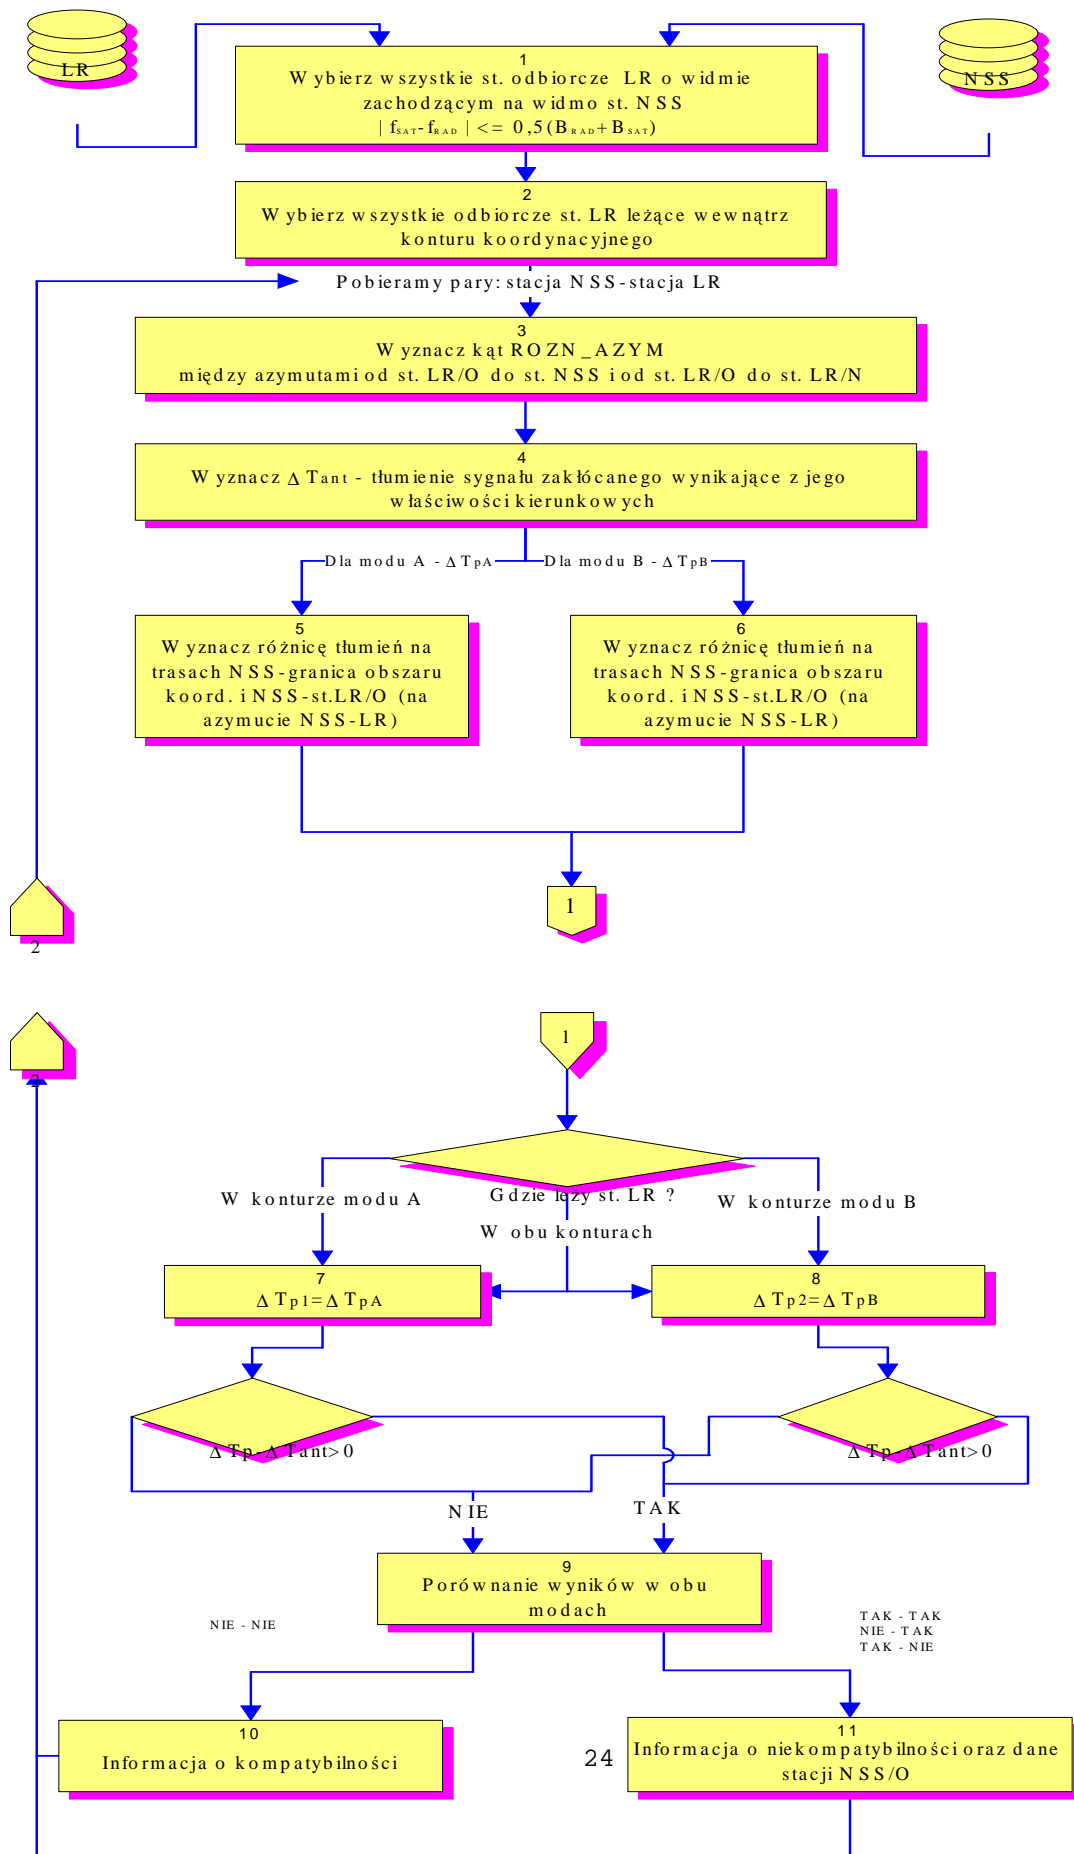 LR
NSS
1
Wybierz wszystkie st. odbiorcze LR o widmie
zachodzącym na widmo st. NSS
| fSAT-fRAD | <= 0,5(BRAD+BSAT)
2
Wybierz wszystkie odbiorcze st. LR leżące wewnątrz
konturu koordynacyjnego
Pobieramy pary: stacja NSS-stacja LR
3
Wyznacz kąt ROZN_AZYM
między azymutami od st. LR/O do st. NSS i od st. LR/O do st. LR/N
4
Wyznacz Δ Tant - tłumienie sygnału zakłócanego wynikające z jego
właściwości kierunkowych
Dla modu A - Δ TpA
Dla modu B - Δ TpB
5
Wyznacz różnicę tłumień na
trasach NSS-granica obszaru
koord. i NSS-st.LR/O (na
azymucie NSS-LR)
6
Wyznacz różnicę tłumień na
trasach NSS-granica obszaru
koord. i NSS-st.LR/O (na
azymucie NSS-LR)
1
2
1
2
Gdzie leży st. LR ?
W konturze modu A
W konturze modu B
W obu konturach
7
Δ Tp1=Δ TpA
8
Δ Tp2=Δ TpB
Δ Tp-Δ Tant>0
Δ Tp-Δ Tant>0
NIE
TAK
9
Porównanie wyników w obu
modach
NIE - NIE
TAK - TAK
NIE - TAK
TAK - NIE
10
Informacja o kompatybilności
24
11
Informacja o niekompatybilności oraz dane
stacji NSS/O